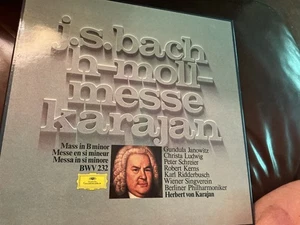 j.s.bach
h-moll-
messe
karajan
Mass in B minor
Messe en si mineur
Messa in si minore
BWV 232
Gundula Janowitz
Christa Ludwig
Peter Schreier
Robert Kerns
Karl Ridderbusch
Wiener Singverein
Berliner Philharmoniker
Herbert von Karajan